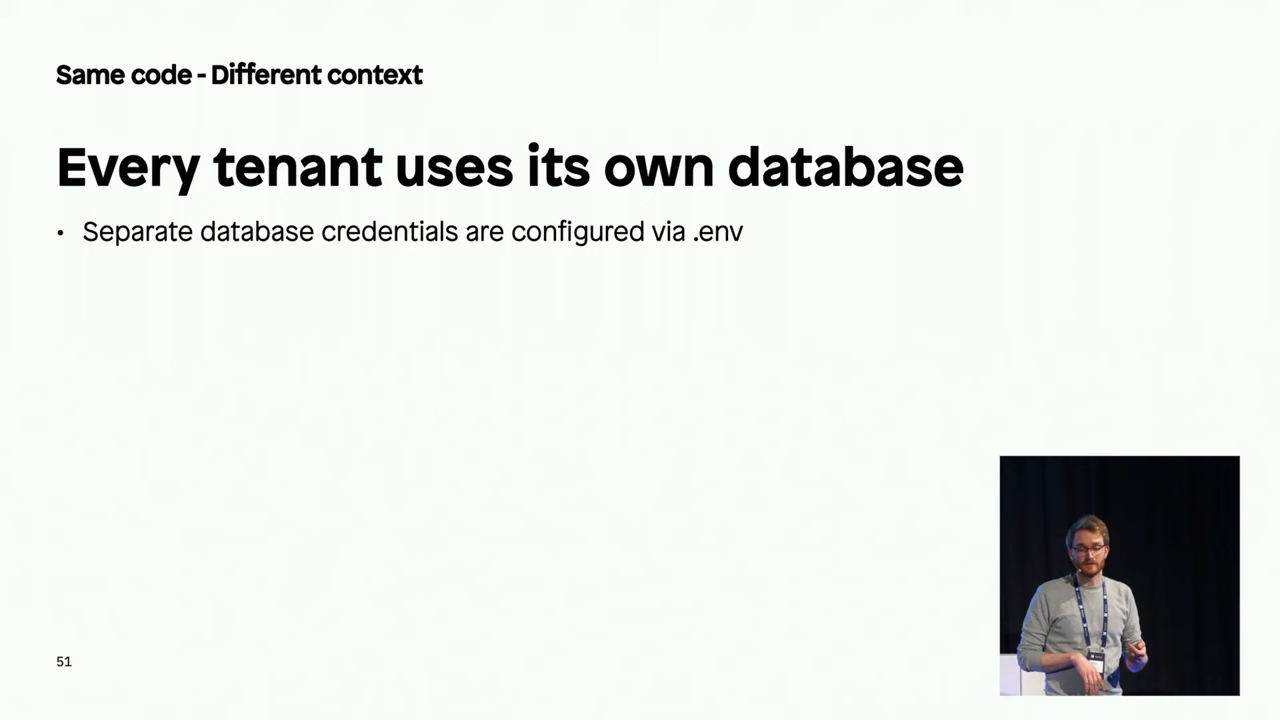 Same code - Different context
Every tenant uses its own database
• Separate database credentials are configured via .env
51